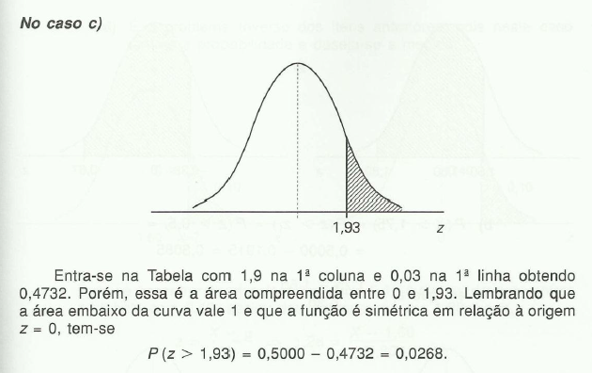 No caso c)
1,93
z
Entra-se na Tabela com 1,9 na 1ª coluna e 0,03 na 1ª linha obtendo
0,4732. Porém, essa é a área compreendida entre 0 e 1,93. Lembrando que
a área embaixo da curva vale 1 e que a função é simétrica em relação à origem
z = 0, tem-se
P (z > 1,93) = 0,5000 – 0,4732 = 0,0268.